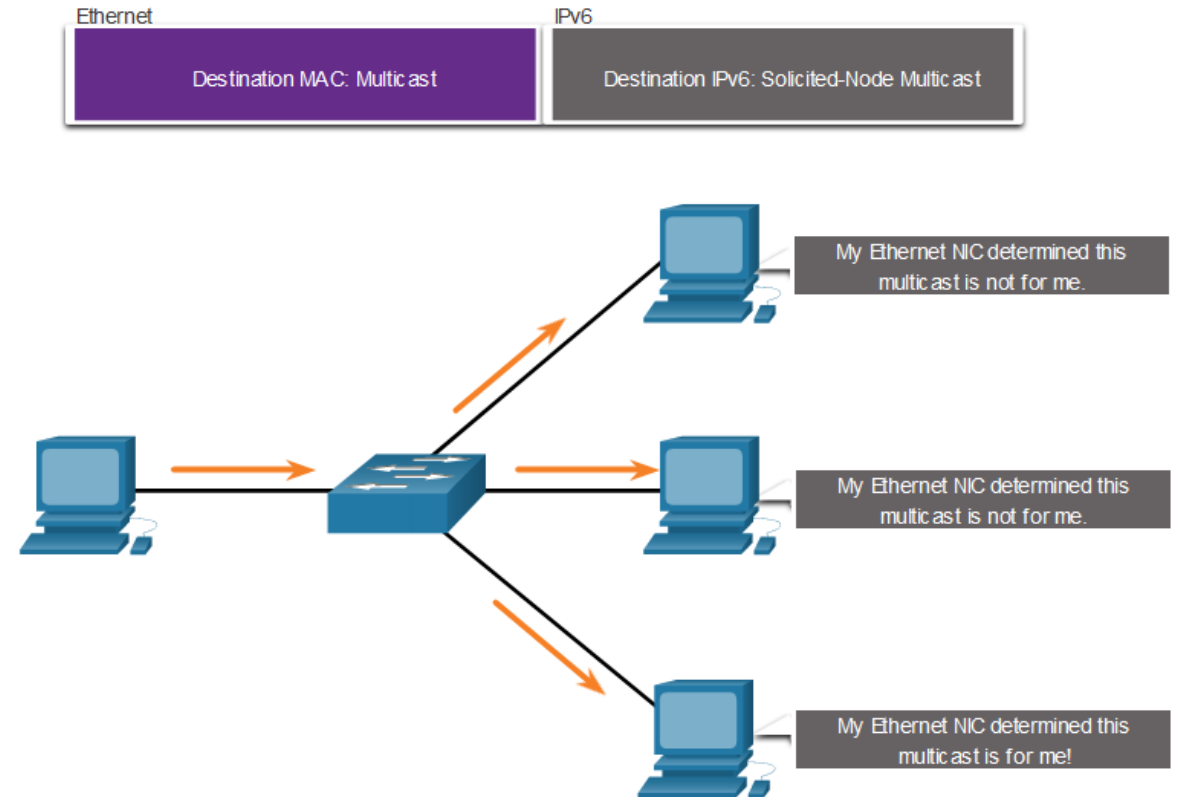 Ethernet
IPv6
Destination MAC: Multicast
Destination IPv6: Solicited-Node Multicast
My Ethernet NIC determined this
multicast is not for me.
My Ethernet NIC determined this
multicast is not for me.
My Ethernet NIC determined this
multicast is for me!